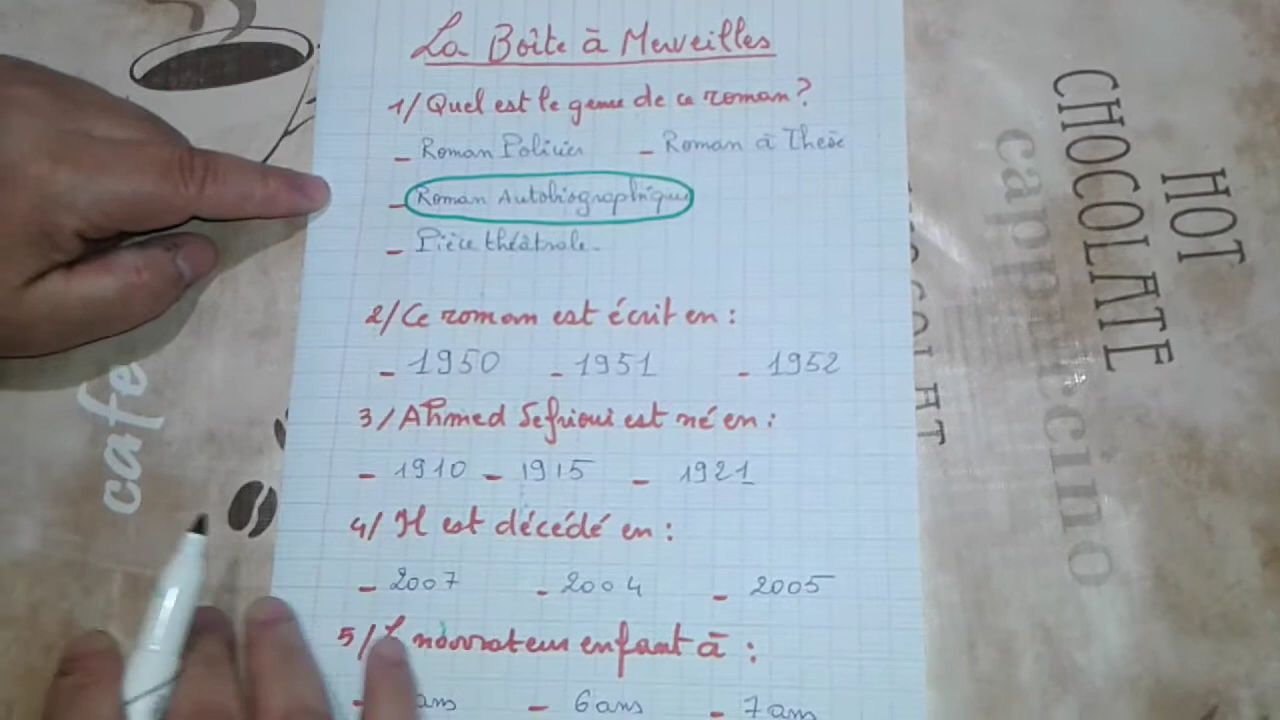 La Boîte à Merveilles
1/ Quel est le genre de ce roman?
- Roman Policier - Roman à Thèse
- Roman Autobiographique
- Pièce théâtrale.
2/ Ce roman est écrit en :
- 1950 - 1951 - 1952
3/ Ahmed Sefrioui est né en :
- 1910 - 1915 - 1921
4/ Il est décédé en :
- 2007 - 2004 - 2005
5/ L narrateur enfant à :
ans - 6 ans - 7 ans
cafe
HOT
CHOCOLATE
cappuccino